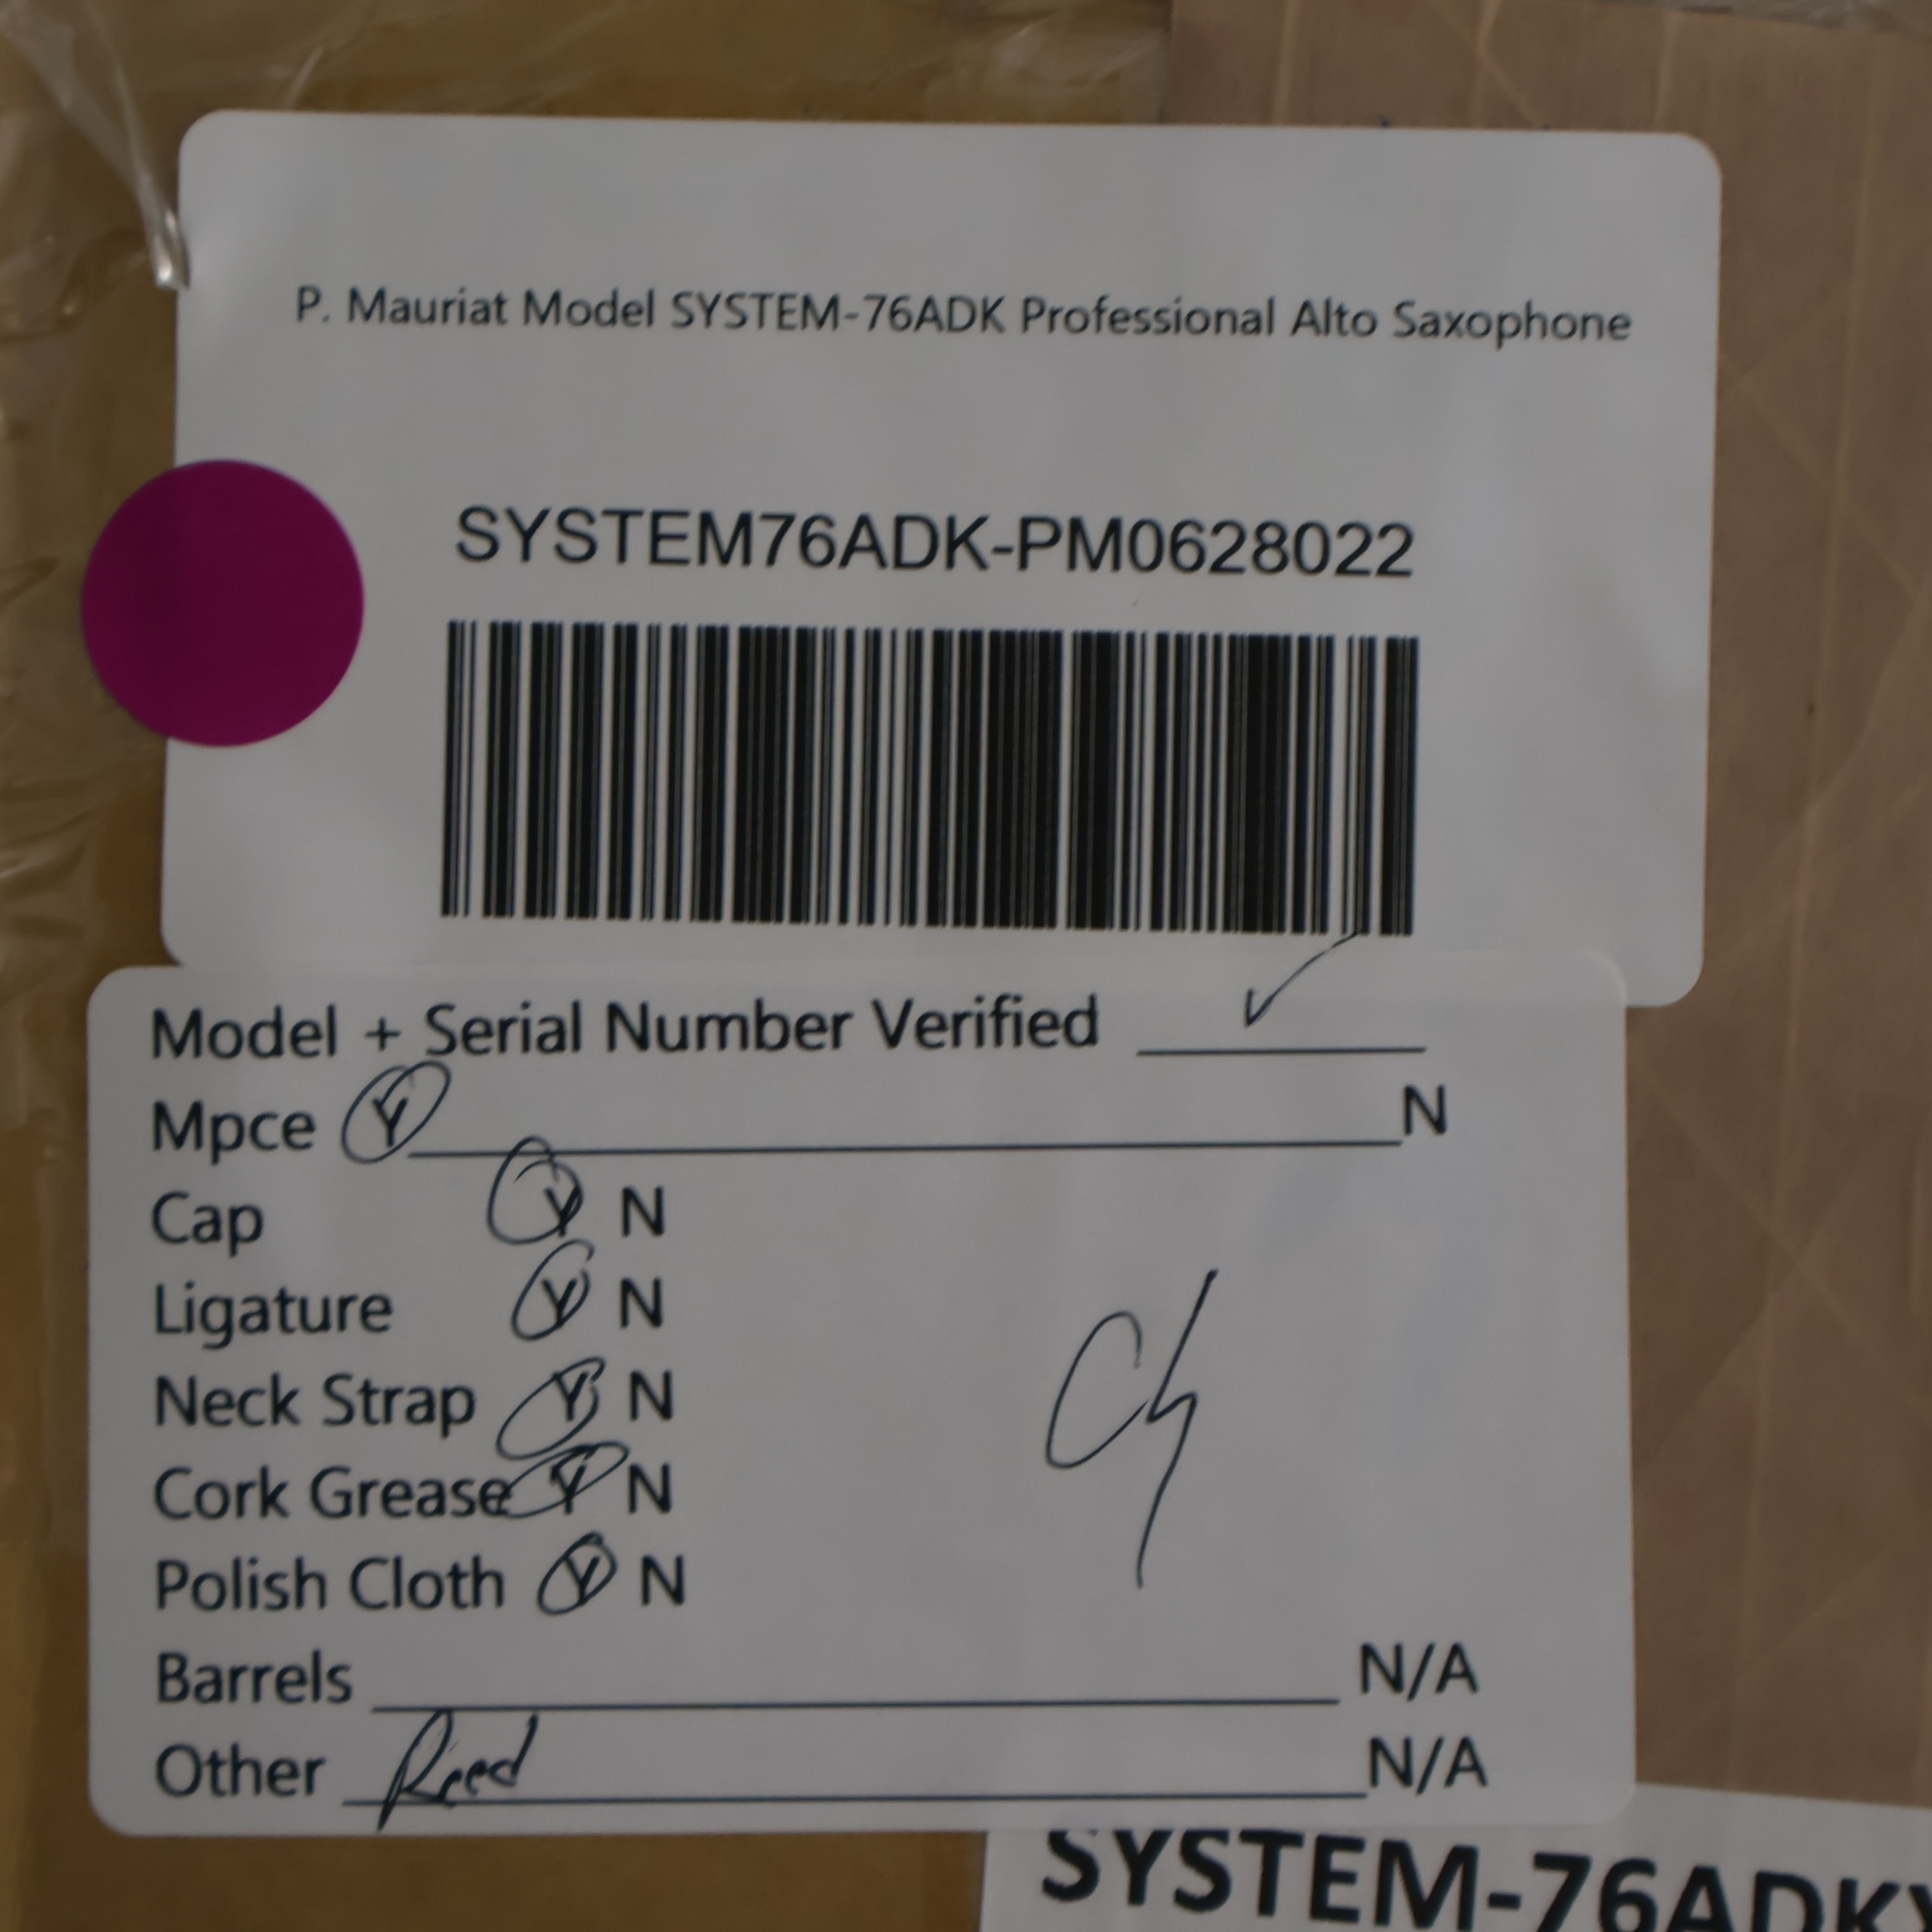 P. Mauriat Model SYSTEM-76ADK Professional Alto Saxophone
SYSTEM76ADK-PM0628022
Model + Serial Number Verified ✓
Mpce Y N
Cap Y N
Ligature Y N
Neck Strap Y N
Cork Grease Y N
Polish Cloth Y N
Barrels N/A
Other Reed N/A
SYSTEM-76ADK